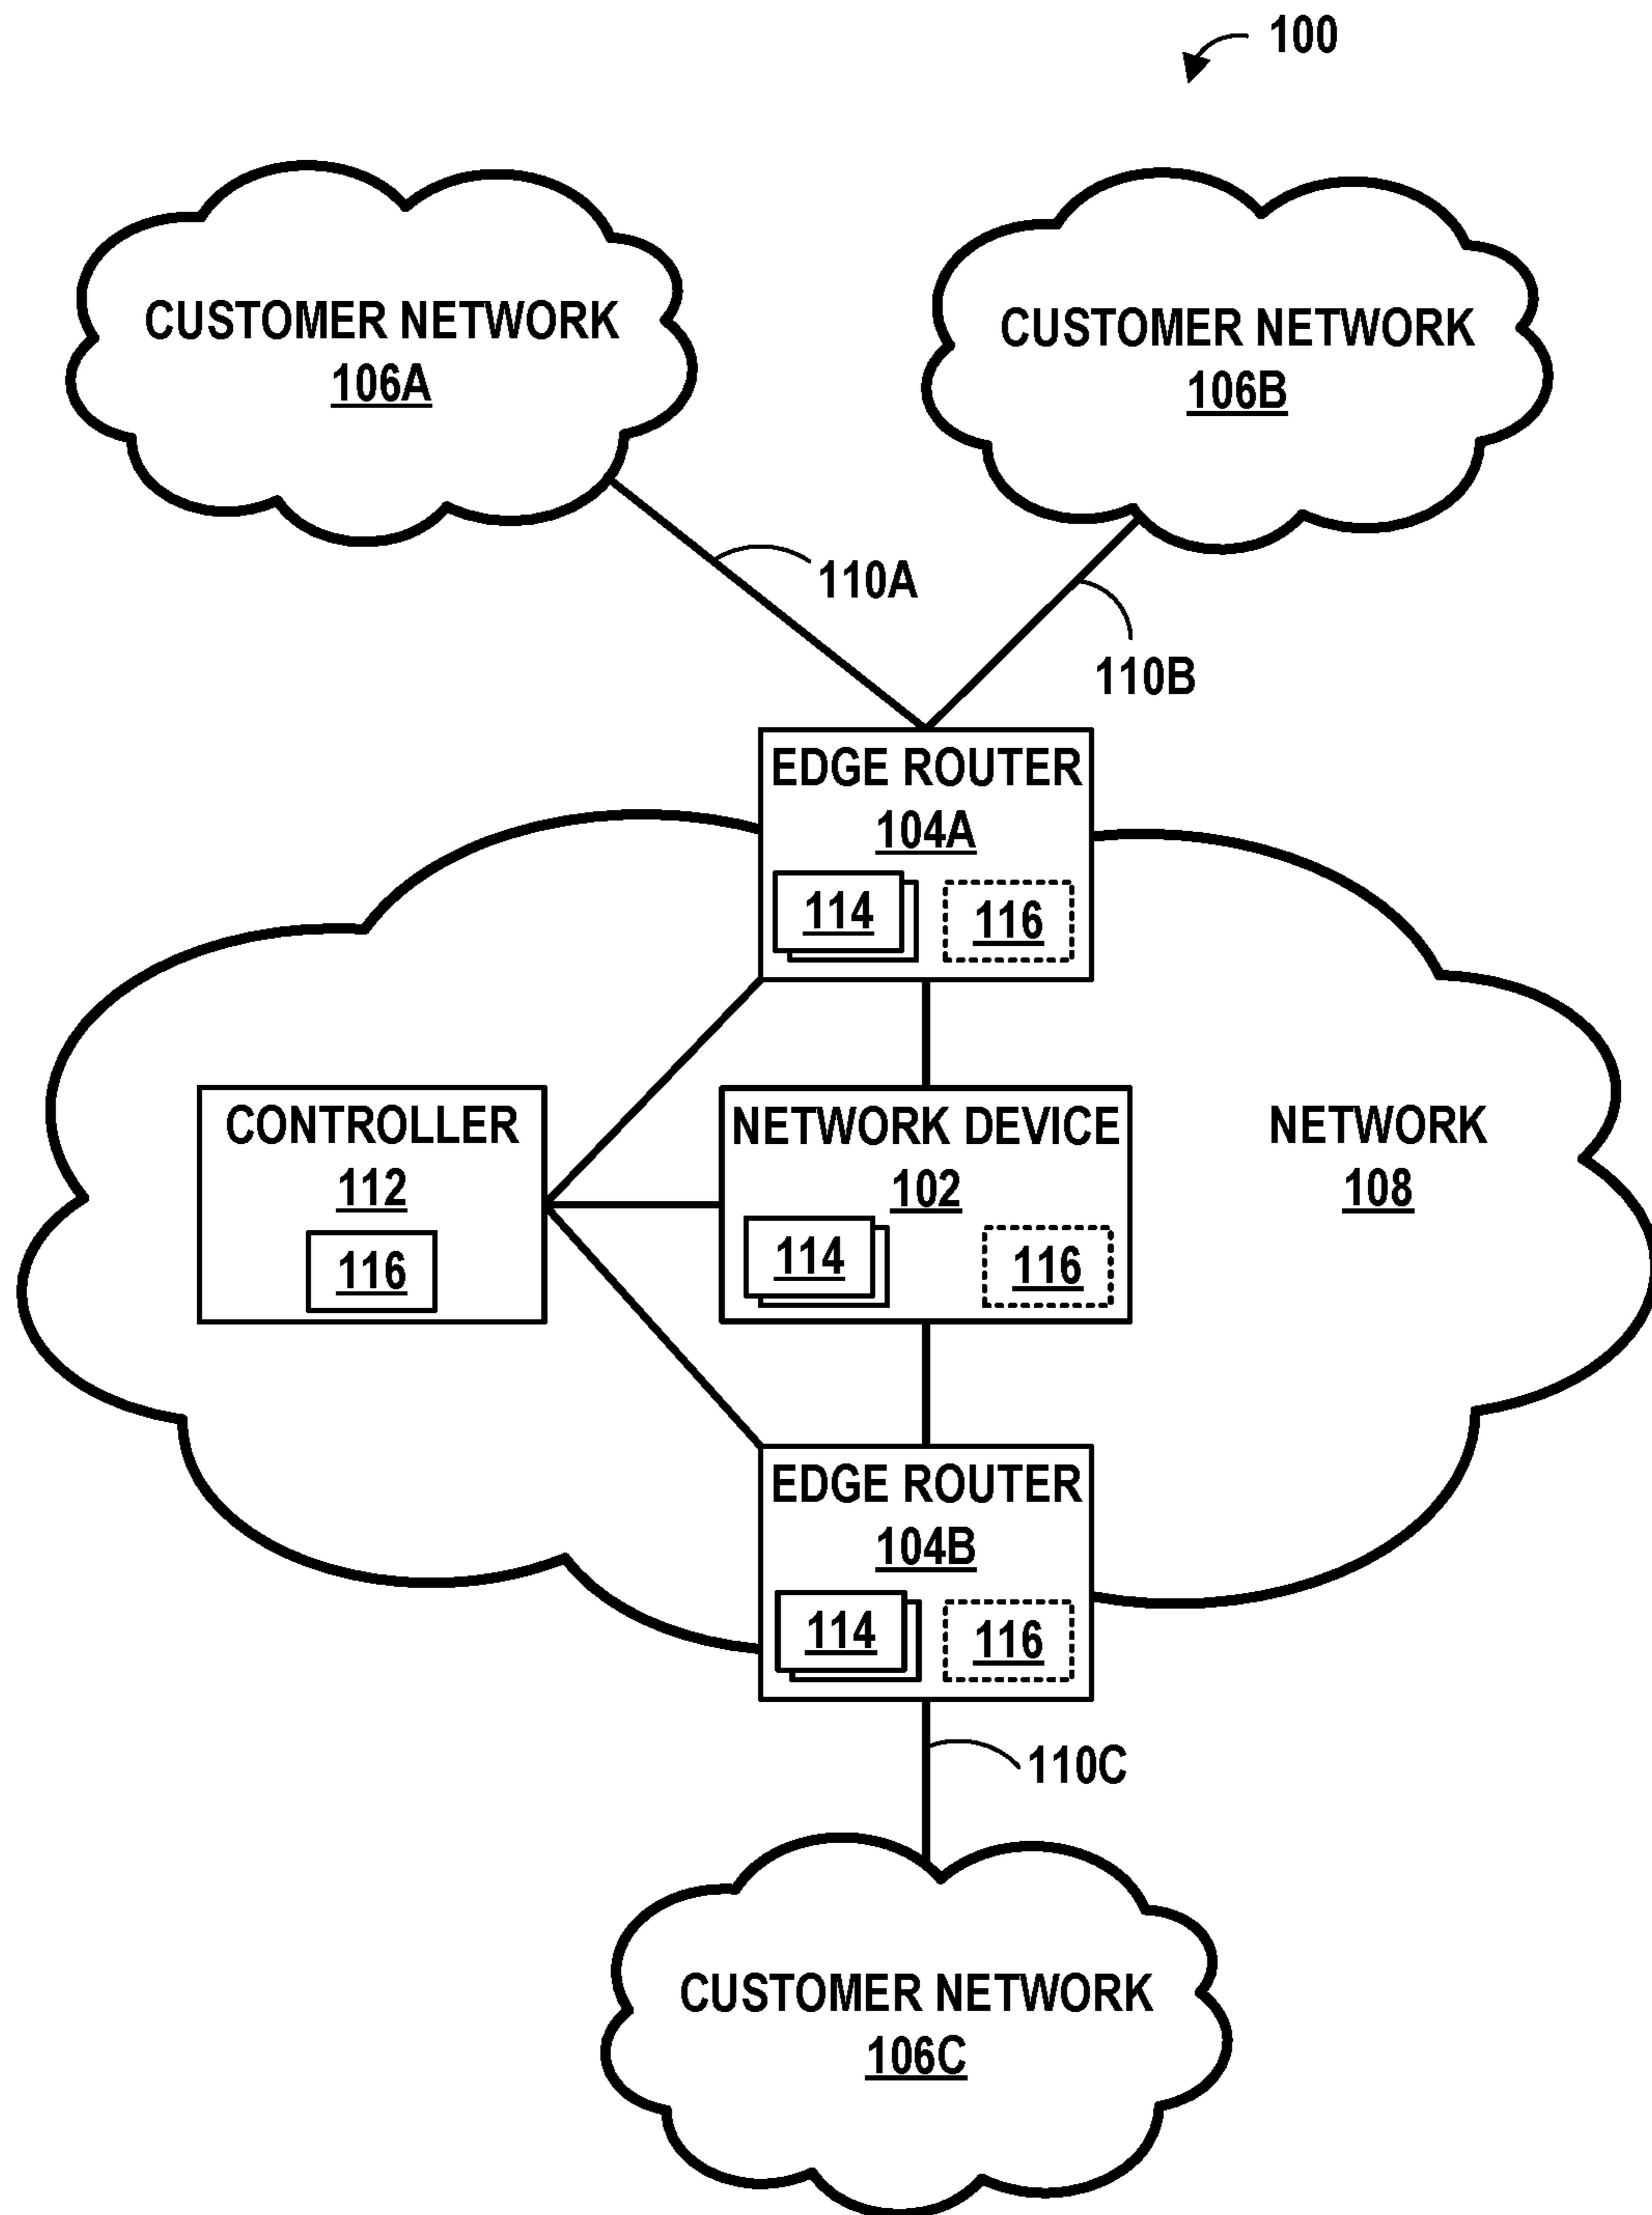 100
CUSTOMER NETWORK
106A
CUSTOMER NETWORK
106B
110A
110B
EDGE ROUTER
104A
114
116
CONTROLLER
112
116
NETWORK DEVICE
102
114
116
NETWORK
108
EDGE ROUTER
104B
114
116
110C
CUSTOMER NETWORK
106C